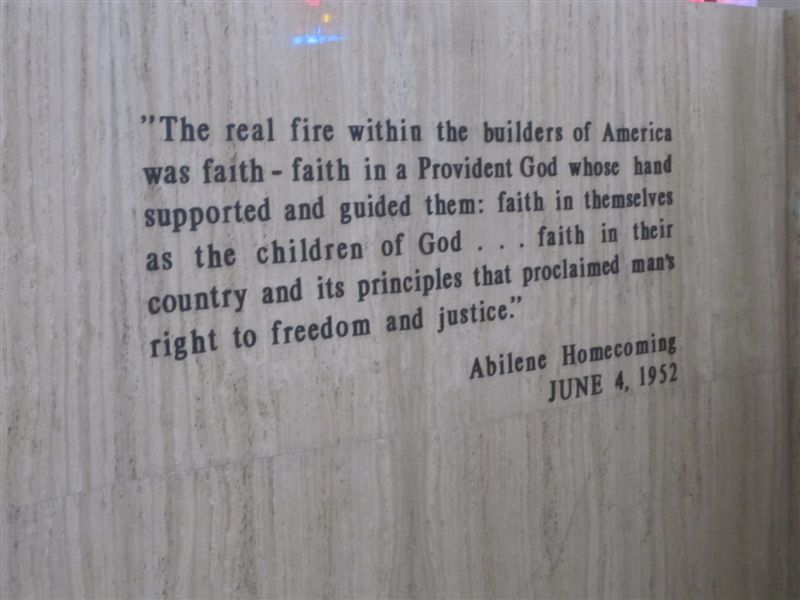 "The real fire within the builders of America
was faith - faith in a Provident God whose hand
supported and guided them: faith in themselves
as the children of God . . . faith in their
country and its principles that proclaimed man's
right to freedom and justice."
Abilene Homecoming
JUNE 4, 1952